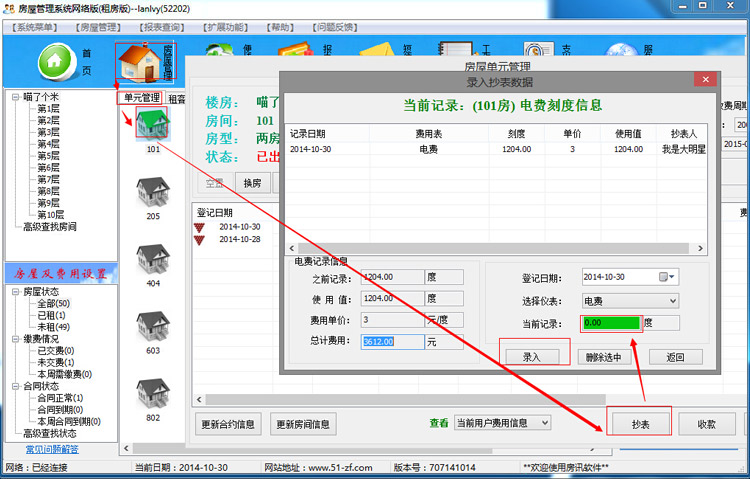 房屋管理系统网络版(租房版)--lanlvy(52202)
【系统菜单】 【房屋管理】 【报表查询】 【扩展功能】 【帮助】 【问题反馈】
首页
房屋管理
便
报
短
工
支
器
房屋单元管理
喵了个米
第1层
第2层
第3层
第4层
第5层
第6层
第7层
第8层
第9层
第10层
高级查找房间
房屋及费用设置
房屋状态
全部(50)
已租(1)
未租(49)
缴费情况
已交费(0)
未交费(1)
本周需缴费(0)
合同状态
合同正常(1)
合同到期(0)
本周合同到期(0)
高级查找状态
常见问题解答
单元管理 租客
101
205
404
603
802
楼房: 喵了
房间: 101
房型: 两房
状态: 已出
空置 换房
登记日期
2014-10-30
2014-10-28
录入抄表数据
当前记录: (101房) 电费刻度信息
记录日期 费用表 刻度 单价 使用值 抄表人
2014-10-30 电费 1204.00 3 1204.00 我是大明星
电费记录信息
之前记录: 1204.00 度
使 用 值: 1204.00 度
费用单价: 3 元/度
总计费用: 3612.00 元
登记日期: 2014-10-30
选择仪表: 电费
当前记录: 0.00 度
录入 删除选中 返回
缴费周
2015-0
更新合约信息 更新房间信息 查看 当前用户费用信息 抄表 收款
网络:已经连接 当前日期:2014-10-30 网站地址:www.51-zf.com 版本号:707141014 **欢迎使用房讯软件**